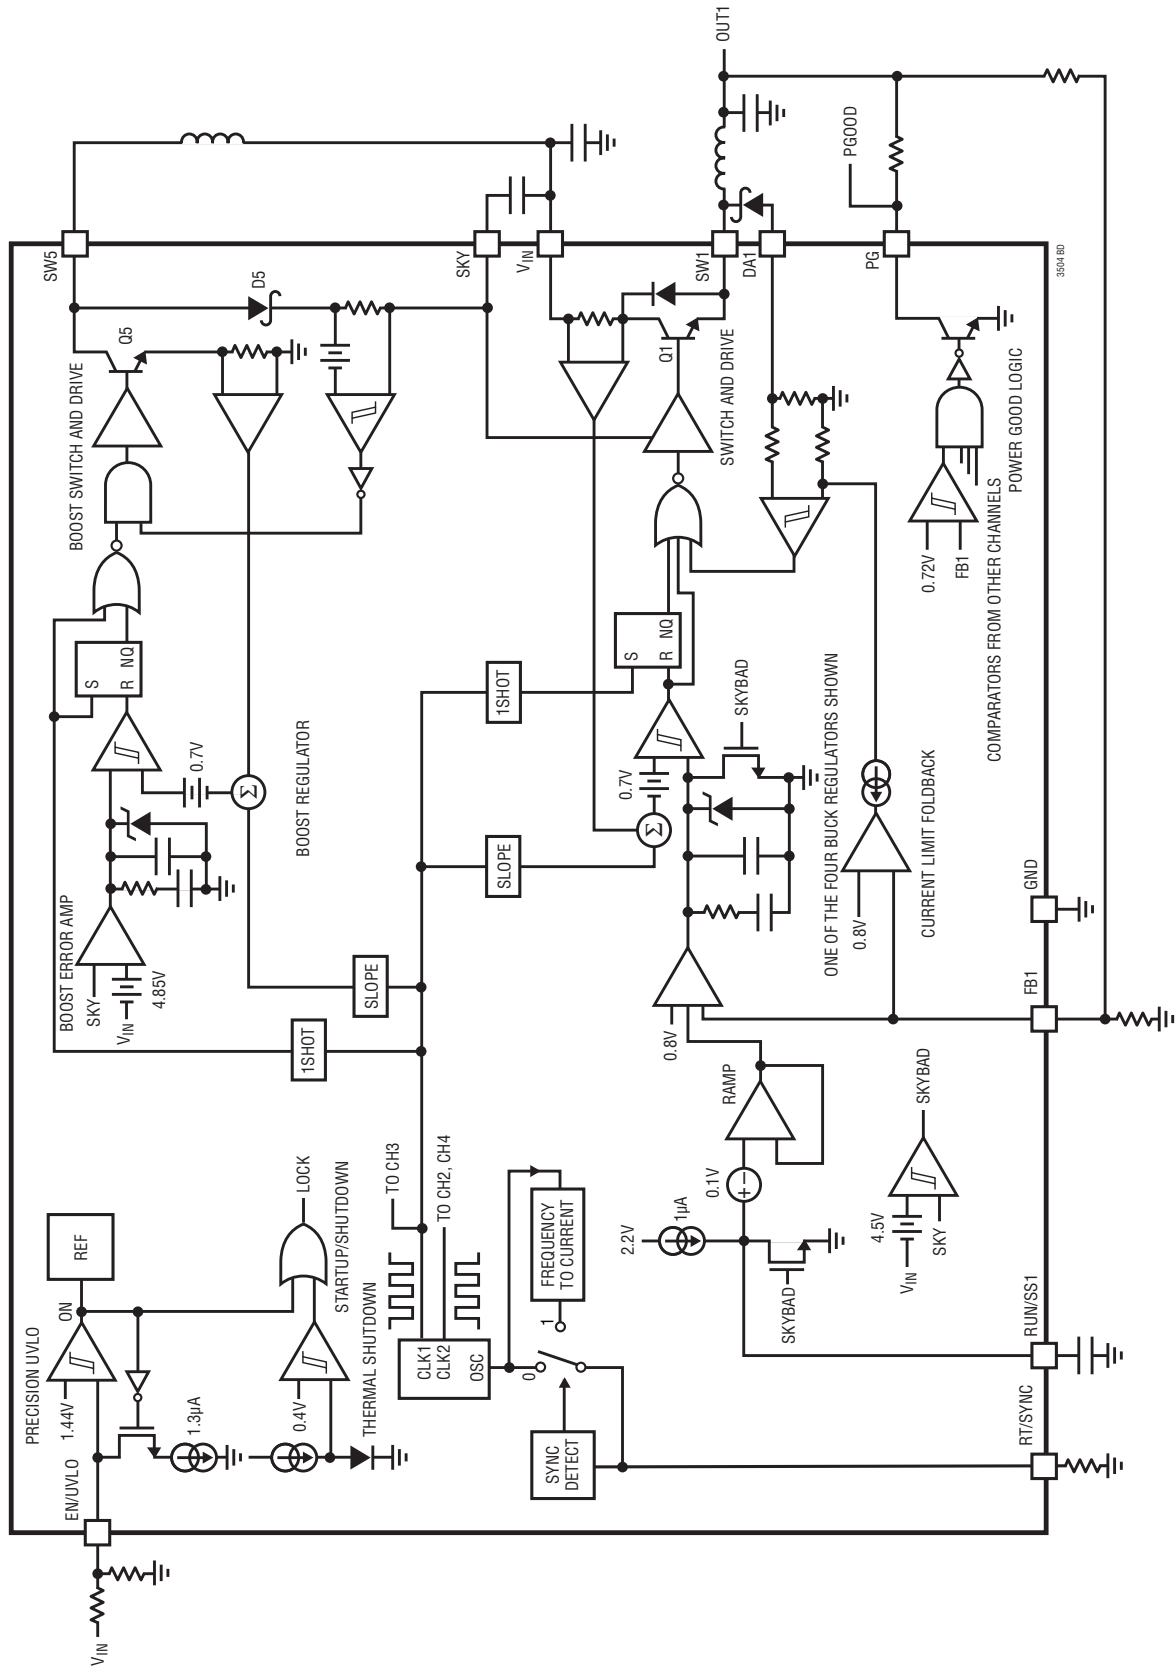 VIN
EN/UVLO
PRECISION UVLO
1.44V
ON
REF
1.3µA
0.4V
THERMAL SHUTDOWN
STARTUP/SHUTDOWN
LOCK
BOOST ERROR AMP
SKY
VIN
4.85V
S
R NQ
0.7V
Σ
BOOST REGULATOR
BOOST SWITCH AND DRIVE
Q5
D5
SW5
1SHOT
SLOPE
TO CH3
TO CH2, CH4
CLK1
CLK2
OSC
0
1
FREQUENCY
TO CURRENT
SYNC
DETECT
SLOPE
1SHOT
SKY
VIN
S
R NQ
0.7V
Σ
SKYBAD
Q1
SWITCH AND DRIVE
SW1
DA1
OUT1
2.2V
1µA
0.1V
+ –
RAMP
SKYBAD
0.8V
ONE OF THE FOUR BUCK REGULATORS SHOWN
0.8V
CURRENT LIMIT FOLDBACK
VIN
4.5V
SKY
SKYBAD
0.72V
FB1
COMPARATORS FROM OTHER CHANNELS
POWER GOOD LOGIC
PG
PGOOD
RT/SYNC
RUN/SS1
FB1
GND
3504 BD